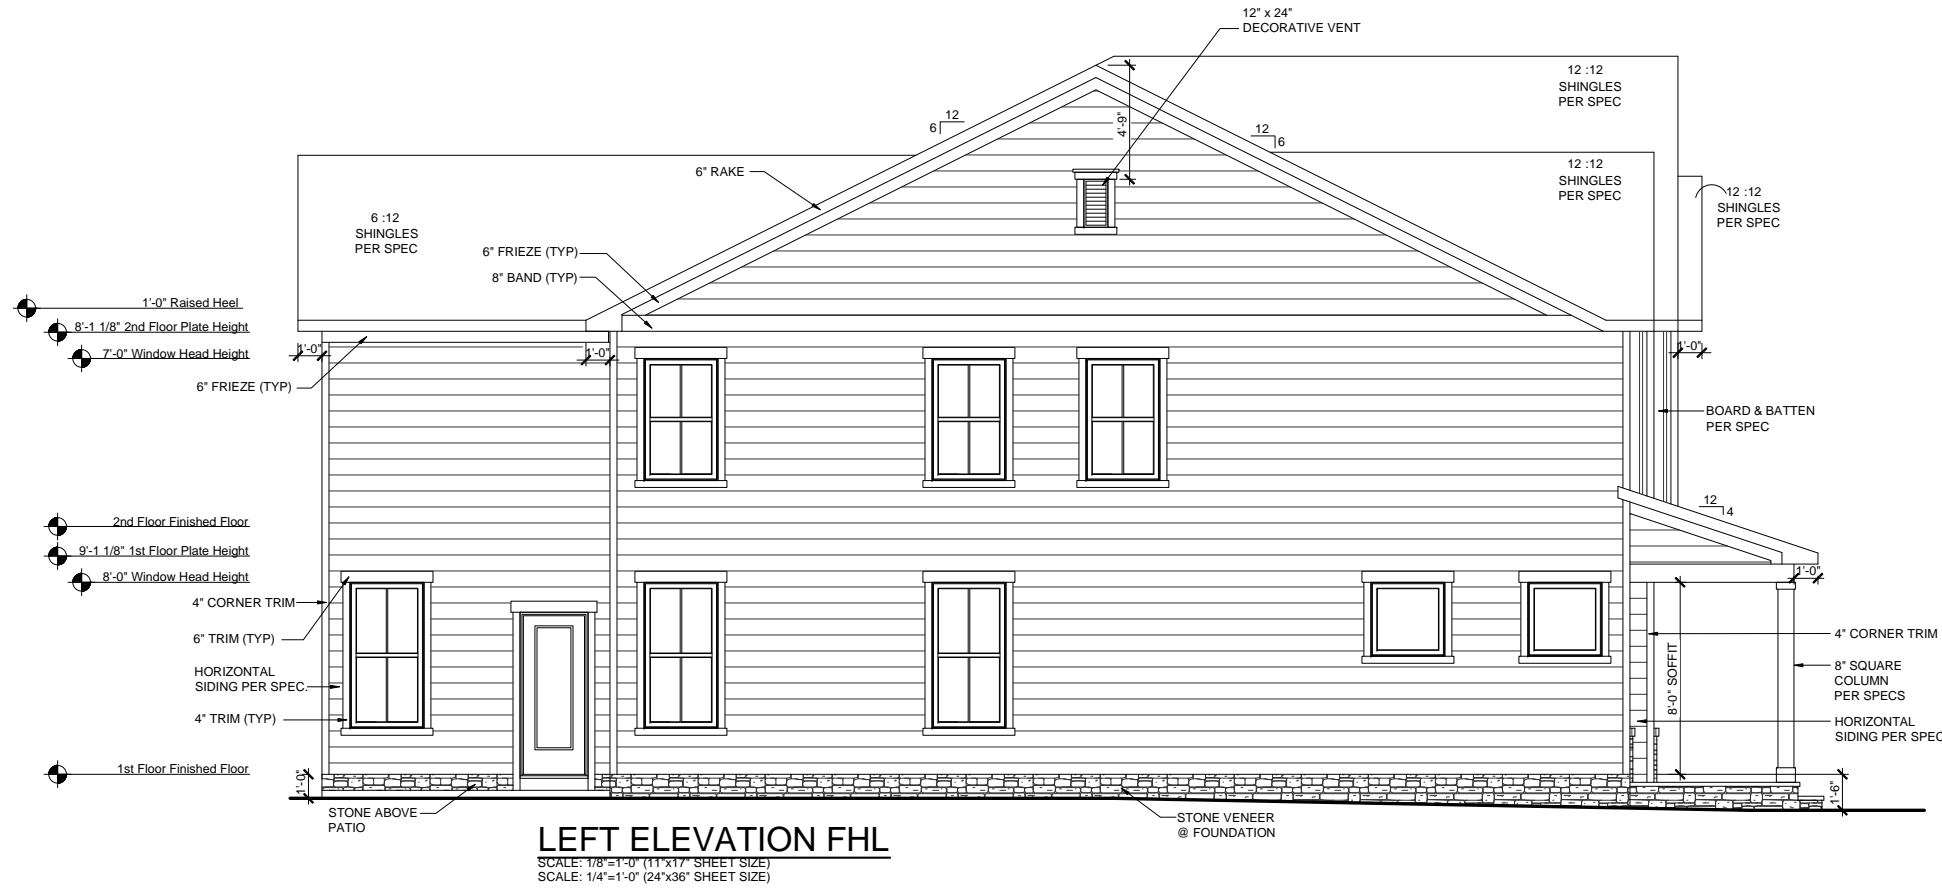 12" x 24"
DECORATIVE VENT
12 :12
SHINGLES
PER SPEC
12
6
4'-9"
12
6
6" RAKE
12 :12
SHINGLES
PER SPEC
12 :12
SHINGLES
PER SPEC
6 :12
SHINGLES
PER SPEC
6" FRIEZE (TYP)
8" BAND (TYP)
1'-0" Raised Heel
8'-1 1/8" 2nd Floor Plate Height
7'-0" Window Head Height
1'-0"
1'-0"
1'-0"
6" FRIEZE (TYP)
BOARD & BATTEN
PER SPEC
12
4
2nd Floor Finished Floor
9'-1 1/8" 1st Floor Plate Height
8'-0" Window Head Height
1'-0"
4" CORNER TRIM
6" TRIM (TYP)
HORIZONTAL
SIDING PER SPEC.
4" TRIM (TYP)
8'-0" SOFFIT
4" CORNER TRIM
8" SQUARE
COLUMN
PER SPECS
HORIZONTAL
SIDING PER SPEC
1st Floor Finished Floor
1'-0"
1'-6"
STONE ABOVE
PATIO
STONE VENEER
@ FOUNDATION
LEFT ELEVATION FHL
SCALE: 1/8"=1'-0" (11"x17" SHEET SIZE)
SCALE: 1/4"=1'-0" (24"x36" SHEET SIZE)